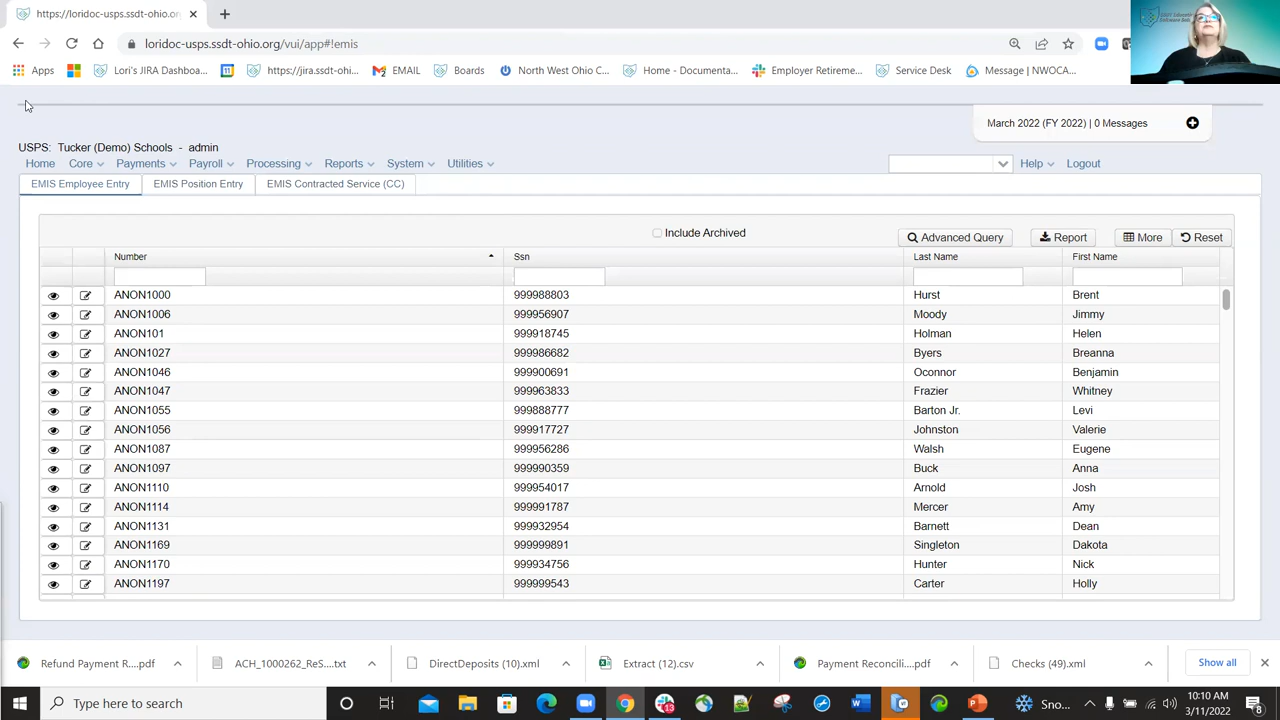 https://loridoc-usps.ssdt-ohio.org/
loridoc-usps.ssdt-ohio.org/vui/app#!emis
Apps Lori's JIRA Dashboa... https://jira.ssdt-ohi... EMAIL Boards North West Ohio C... Home - Documenta... Employer Retireme... Service Desk Message | NWOCA...
March 2022 (FY 2022) | 0 Messages
USPS: Tucker (Demo) Schools - admin
Home Core Payments Payroll Processing Reports System Utilities Help Logout
EMIS Employee Entry EMIS Position Entry EMIS Contracted Service (CC)
Include Archived Advanced Query Report More Reset
Number Ssn Last Name First Name
ANON1000 999988803 Hurst Brent
ANON1006 999956907 Moody Jimmy
ANON101 999918745 Holman Helen
ANON1027 999986682 Byers Breanna
ANON1046 999900691 Oconnor Benjamin
ANON1047 999963833 Frazier Whitney
ANON1055 999888777 Barton Jr. Levi
ANON1056 999917727 Johnston Valerie
ANON1087 999956286 Walsh Eugene
ANON1097 999990359 Buck Anna
ANON1110 999954017 Arnold Josh
ANON1114 999991787 Mercer Amy
ANON1131 999932954 Barnett Dean
ANON1169 999999891 Singleton Dakota
ANON1170 999934756 Hunter Nick
ANON1197 999999543 Carter Holly
Refund Payment R....pdf ACH_1000262_ReS....txt DirectDeposits (10).xml Extract (12).csv Payment Reconcili....pdf Checks (49).xml Show all
Type here to search Sno... 10:10 AM
3/11/2022 8